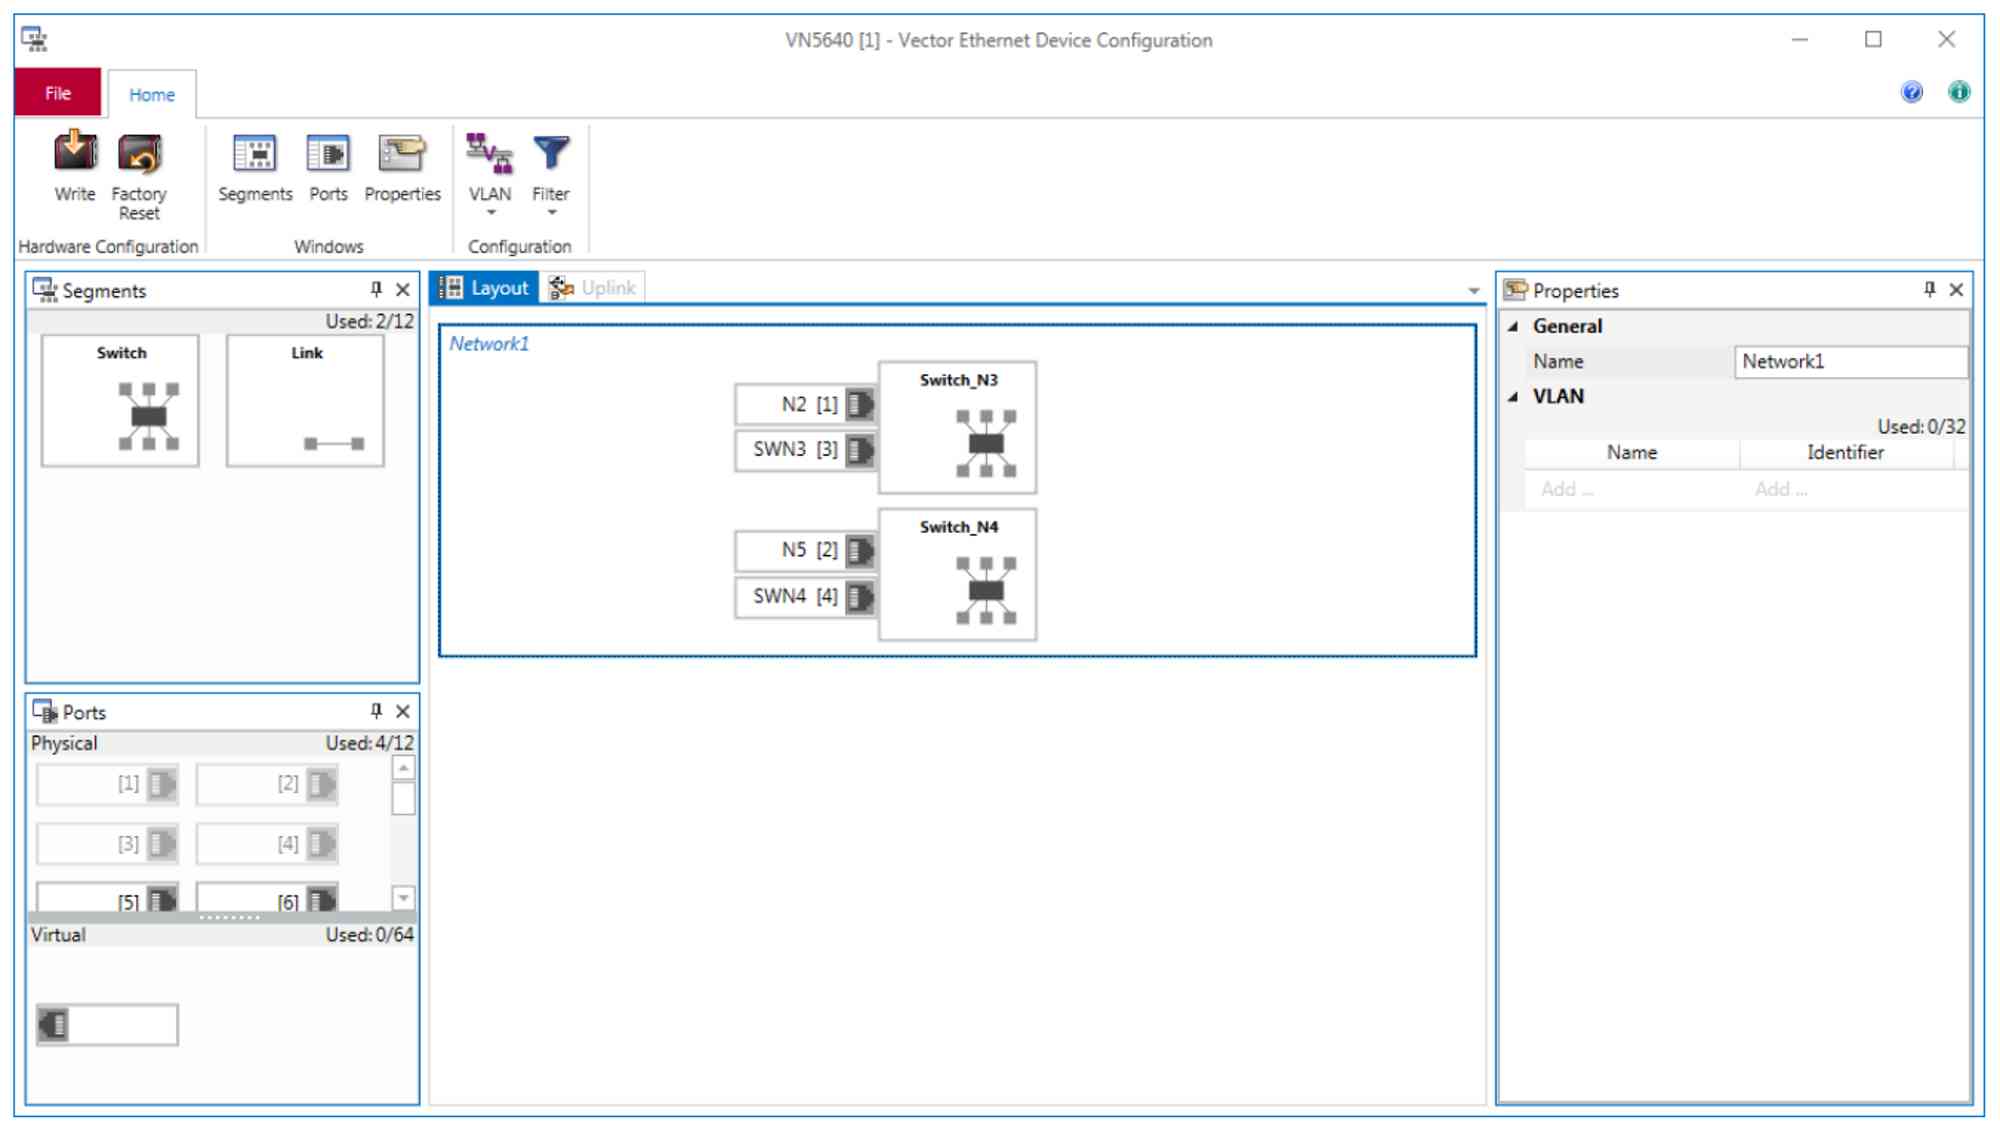 VN5640 [1] - Vector Ethernet Device Configuration
File Home
Write Factory Reset Segments Ports Properties VLAN Filter
Hardware Configuration Windows Configuration
Segments
Used: 2/12
Switch Link
Ports
Physical Used: 4/12
[1] [2]
[3] [4]
[5] [6]
Virtual Used: 0/64
Layout Uplink
Network1
Switch_N3
N2 [1]
SWN3 [3]
Switch_N4
N5 [2]
SWN4 [4]
Properties
General
Name Network1
VLAN
Used: 0/32
Name Identifier
Add ... Add ...